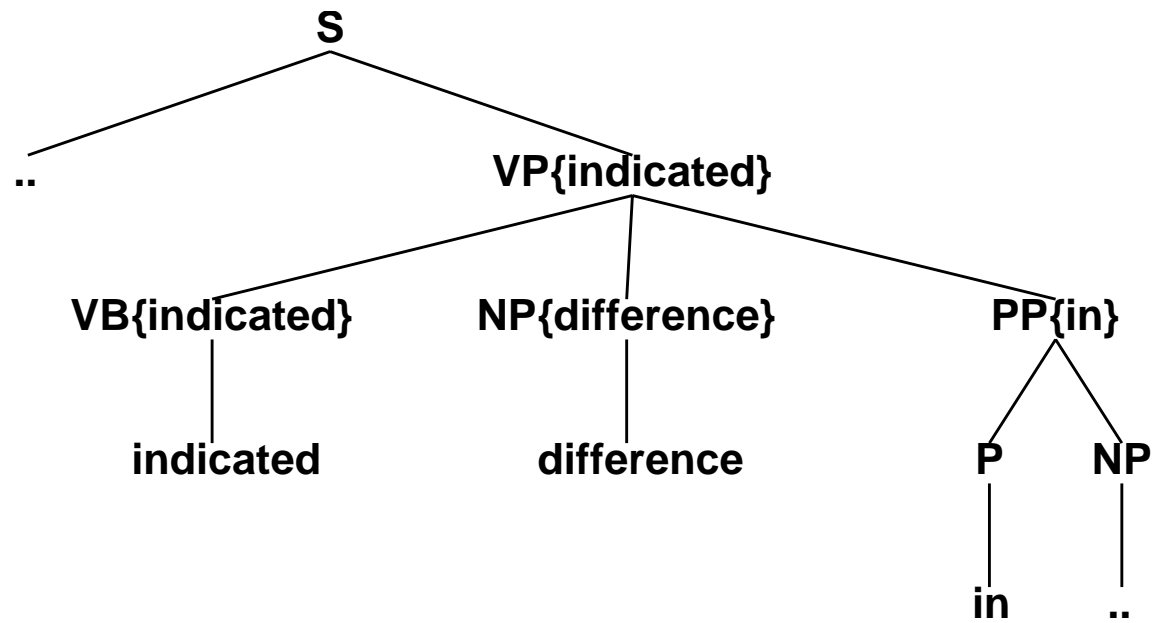 S
.. VP{indicated}
VB{indicated} NP{difference} PP{in}
indicated difference P NP
in ..